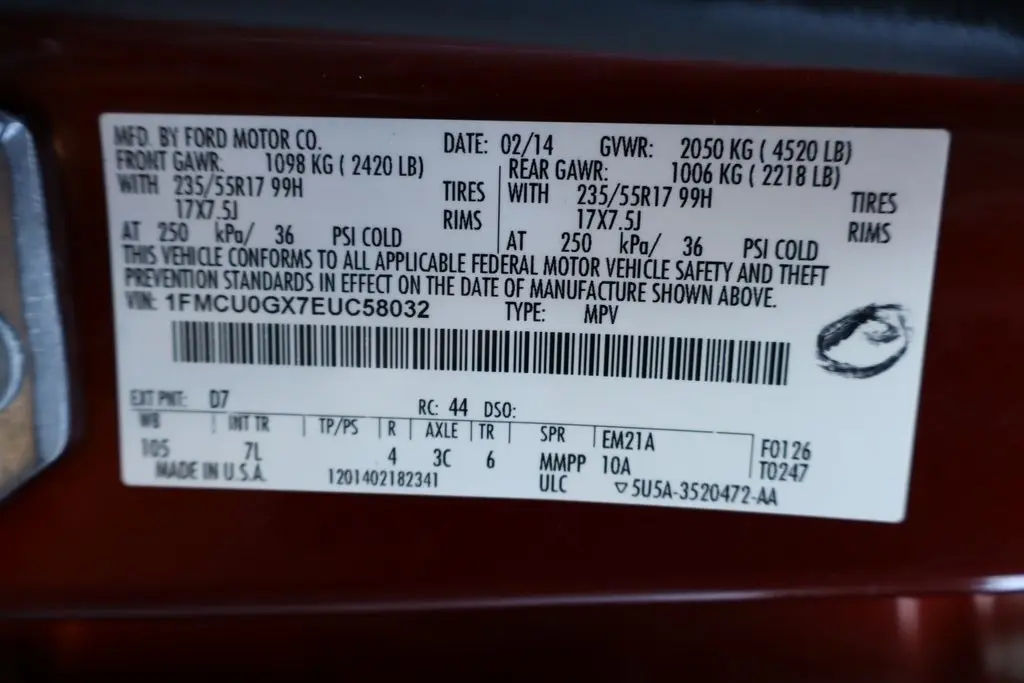 MFD. BY FORD MOTOR CO. DATE: 02/14 GVWR: 2050 KG ( 4520 LB)
FRONT GAWR: 1098 KG ( 2420 LB) REAR GAWR: 1006 KG ( 2218 LB)
WITH 235/55R17 99H TIRES WITH 235/55R17 99H TIRES
17X7.5J RIMS 17X7.5J RIMS
AT 250 kPa/ 36 PSI COLD AT 250 kPa/ 36 PSI COLD
THIS VEHICLE CONFORMS TO ALL APPLICABLE FEDERAL MOTOR VEHICLE SAFETY AND THEFT
PREVENTION STANDARDS IN EFFECT ON THE DATE OF MANUFACTURE SHOWN ABOVE.
VIN: 1FMCU0GX7EUC58032 TYPE: MPV
EXT PNT: D7 RC: 44 DSO:
WB INT TR TP/PS R AXLE TR SPR EM21A F0126
105 7L 4 3C 6 MMPP 10A T0247
MADE IN U.S.A. 1201402182341 ULC ▽5U5A-3520472-AA